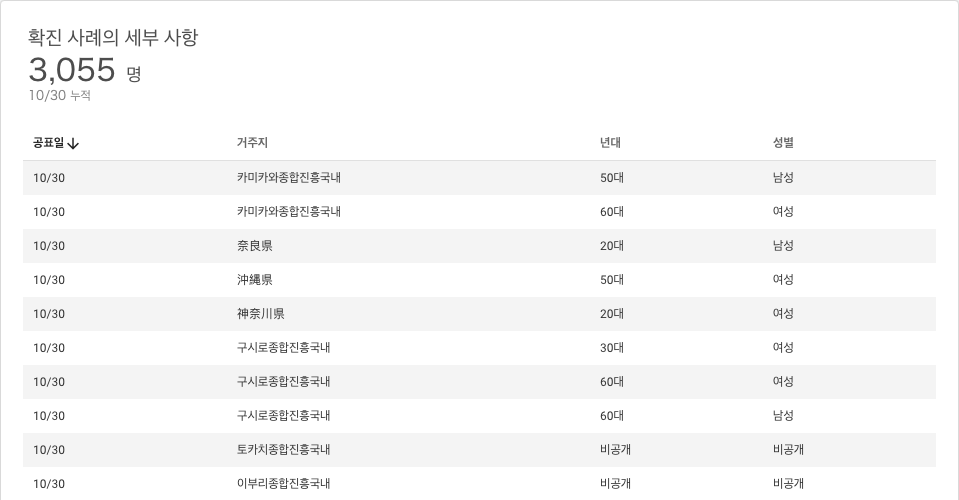 확진 사례의 세부 사항
3,055 명
10/30 누적
공표일 거주지 년대 성별
10/30 카미카와종합진흥국내 50대 남성
10/30 카미카와종합진흥국내 60대 여성
10/30 奈良県 20대 남성
10/30 沖縄県 50대 여성
10/30 神奈川県 20대 여성
10/30 구시로종합진흥국내 30대 여성
10/30 구시로종합진흥국내 60대 여성
10/30 구시로종합진흥국내 60대 남성
10/30 토카치종합진흥국내 비공개 비공개
10/30 이부리종합진흥국내 비공개 비공개